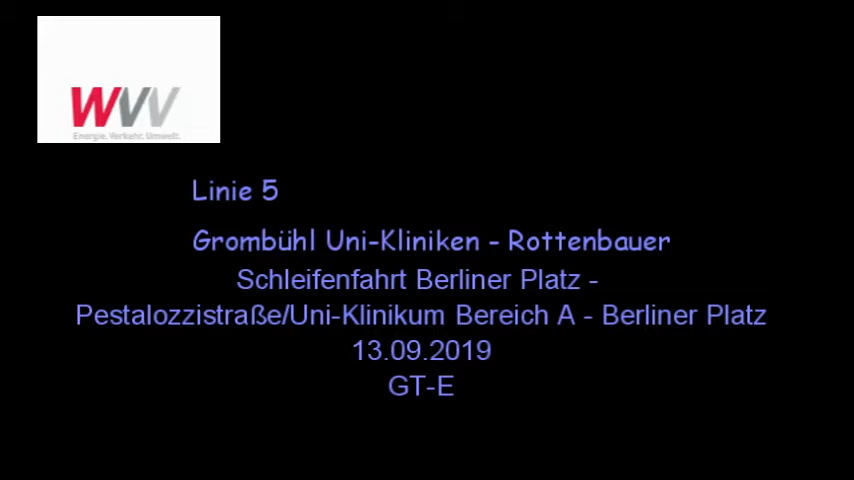 WVV
Energie. Verkehr. Umwelt.
Linie 5
Grombühl Uni-Kliniken - Rottenbauer
Schleifenfahrt Berliner Platz -
Pestalozzistraße/Uni-Klinikum Bereich A - Berliner Platz
13.09.2019
GT-E